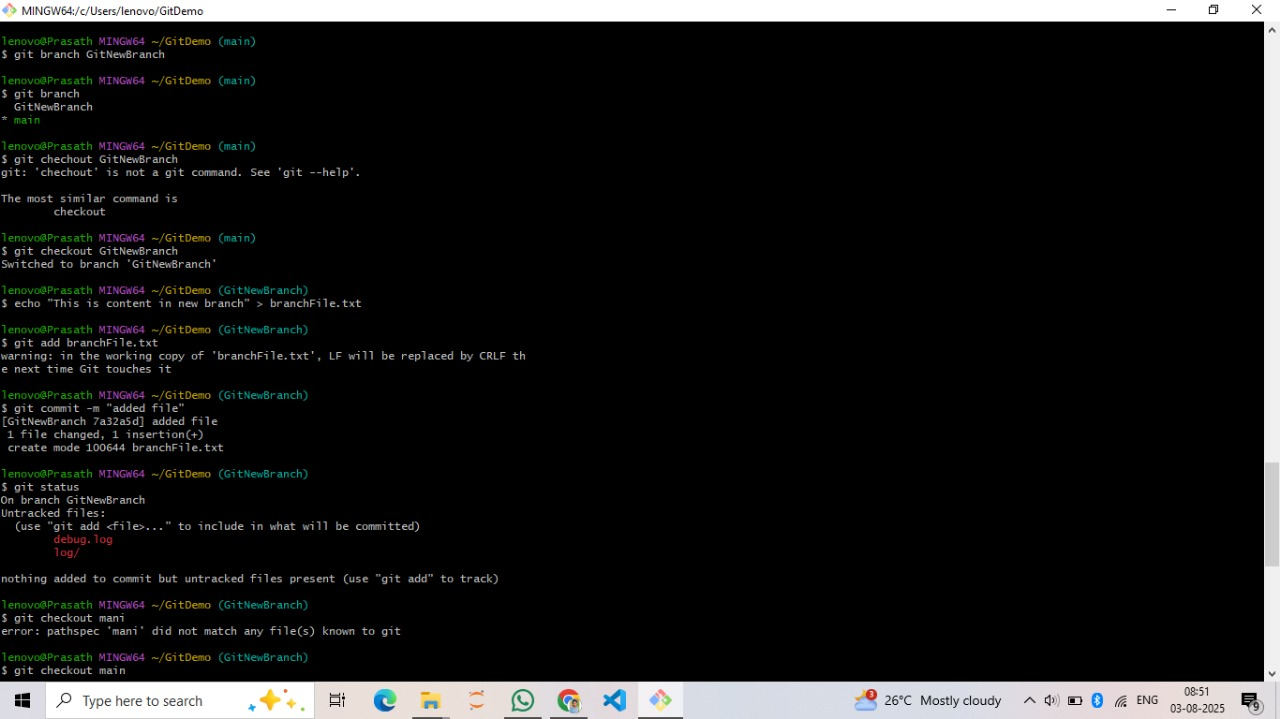 MINGW64:/c/Users/lenovo/GitDemo
lenovo@Prasath MINGW64 ~/GitDemo (main)
$ git branch GitNewBranch
lenovo@Prasath MINGW64 ~/GitDemo (main)
$ git branch
  GitNewBranch
* main
lenovo@Prasath MINGW64 ~/GitDemo (main)
$ git chechout GitNewBranch
git: 'chechout' is not a git command. See 'git --help'.
The most similar command is
        checkout
lenovo@Prasath MINGW64 ~/GitDemo (main)
$ git checkout GitNewBranch
Switched to branch 'GitNewBranch'
lenovo@Prasath MINGW64 ~/GitDemo (GitNewBranch)
$ echo "This is content in new branch" > branchFile.txt
lenovo@Prasath MINGW64 ~/GitDemo (GitNewBranch)
$ git add branchFile.txt
warning: in the working copy of 'branchFile.txt', LF will be replaced by CRLF th
e next time Git touches it
lenovo@Prasath MINGW64 ~/GitDemo (GitNewBranch)
$ git commit -m "added file"
[GitNewBranch 7a32a5d] added file
 1 file changed, 1 insertion(+)
 create mode 100644 branchFile.txt
lenovo@Prasath MINGW64 ~/GitDemo (GitNewBranch)
$ git status
On branch GitNewBranch
Untracked files:
  (use "git add <file>..." to include in what will be committed)
        debug.log
        log/
nothing added to commit but untracked files present (use "git add" to track)
lenovo@Prasath MINGW64 ~/GitDemo (GitNewBranch)
$ git checkout mani
error: pathspec 'mani' did not match any file(s) known to git
lenovo@Prasath MINGW64 ~/GitDemo (GitNewBranch)
$ git checkout main
Type here to search
3
26°C Mostly cloudy
ENG
08:51
03-08-2025
9